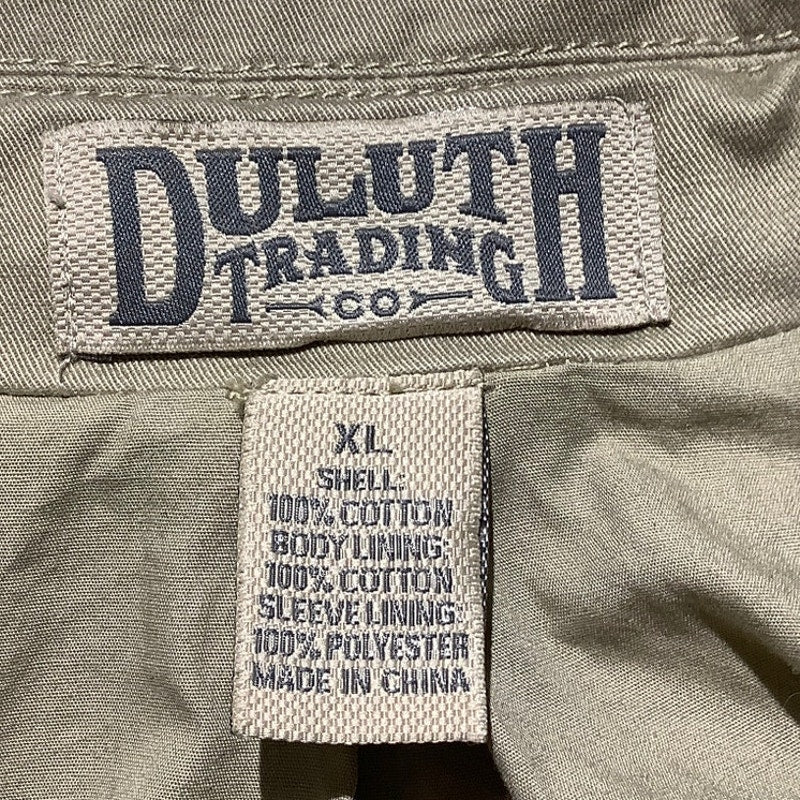 DULUTH
TRADING
CO
XL
SHELL:
100% COTTON
BODY LINING:
100% COTTON
SLEEVE LINING:
100% POLYESTER
MADE IN CHINA